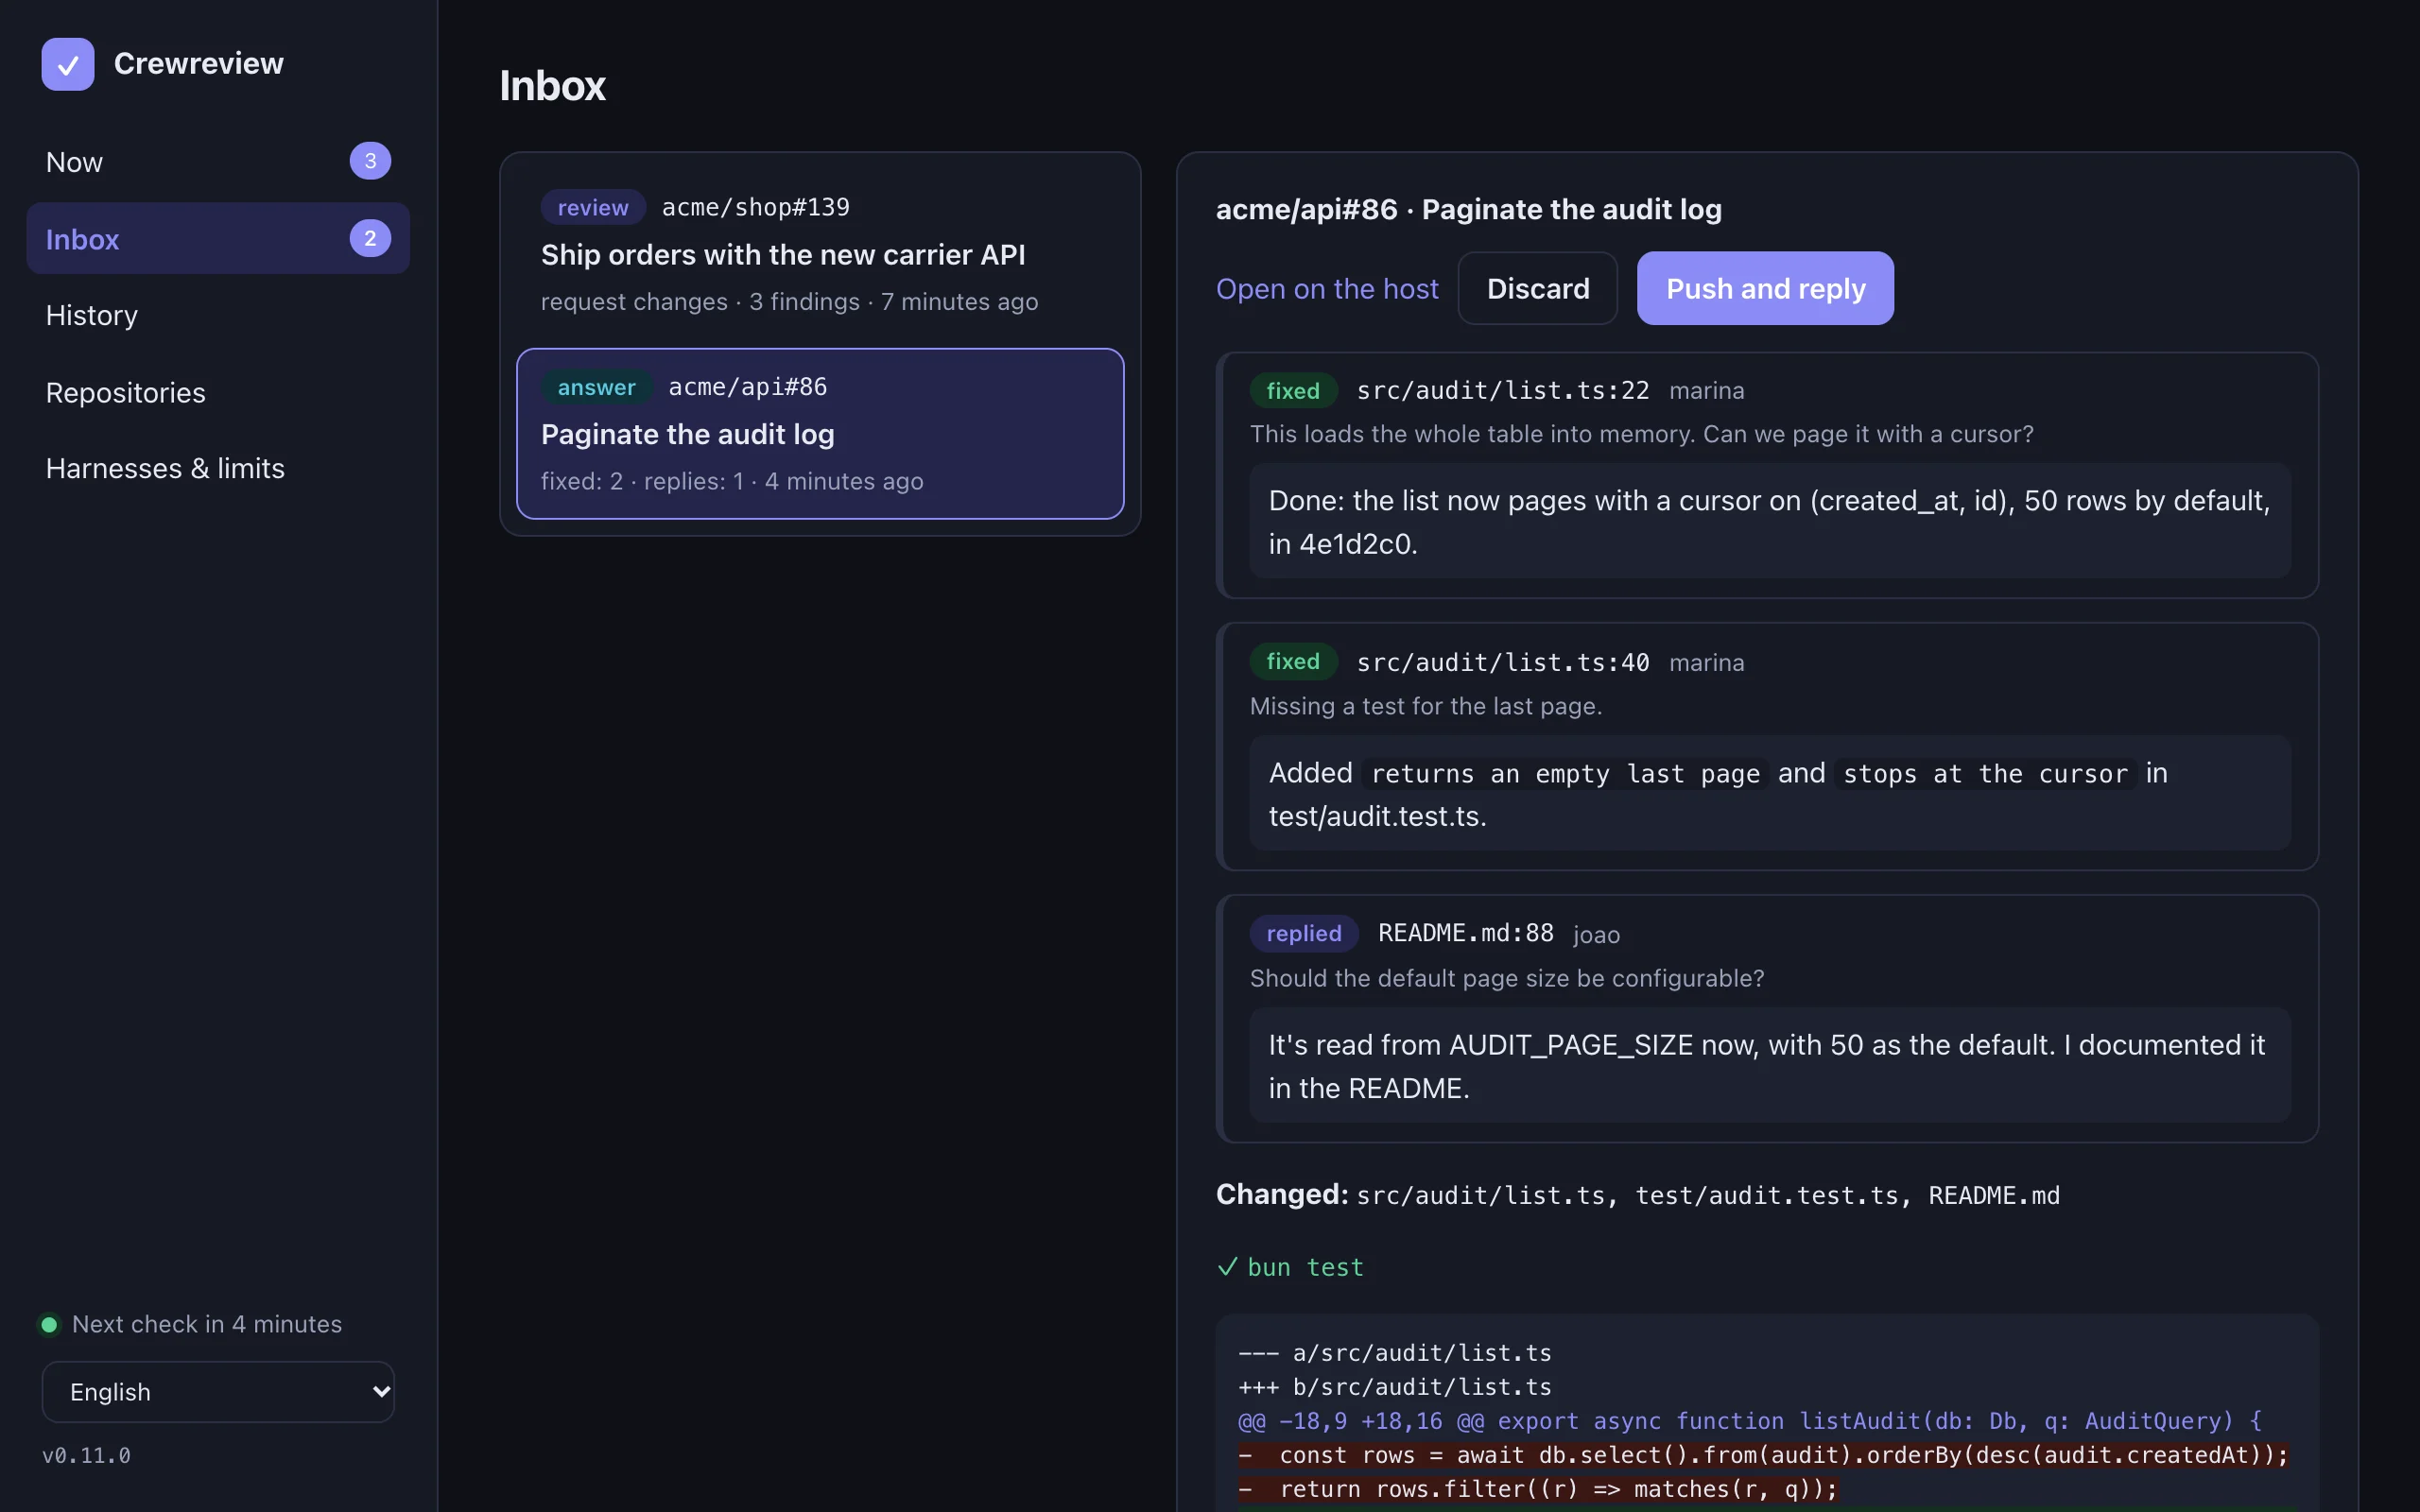 Crewreview
Now 3
Inbox 2
History
Repositories
Harnesses & limits
Next check in 4 minutes
English
v0.11.0
Inbox
review acme/shop#139
Ship orders with the new carrier API
request changes · 3 findings · 7 minutes ago
answer acme/api#86
Paginate the audit log
fixed: 2 · replies: 1 · 4 minutes ago
acme/api#86 · Paginate the audit log
Open on the host Discard Push and reply
fixed src/audit/list.ts:22 marina
This loads the whole table into memory. Can we page it with a cursor?
Done: the list now pages with a cursor on (created_at, id), 50 rows by default,
in 4e1d2c0.
fixed src/audit/list.ts:40 marina
Missing a test for the last page.
Added returns an empty last page and stops at the cursor in
test/audit.test.ts.
replied README.md:88 joao
Should the default page size be configurable?
It's read from AUDIT_PAGE_SIZE now, with 50 as the default. I documented it
in the README.
Changed: src/audit/list.ts, test/audit.test.ts, README.md
✓ bun test
--- a/src/audit/list.ts
+++ b/src/audit/list.ts
@@ -18,9 +18,16 @@ export async function listAudit(db: Db, q: AuditQuery) {
-  const rows = await db.select().from(audit).orderBy(desc(audit.createdAt));
-  return rows.filter((r) => matches(r, q));